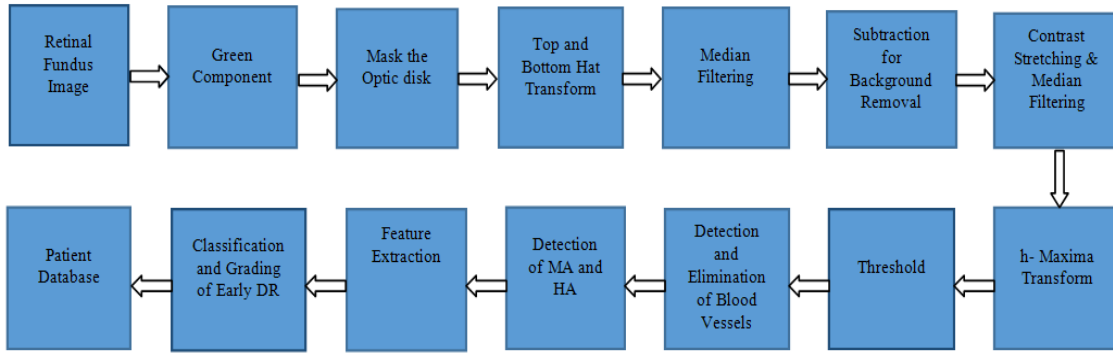 Retinal
Fundus
Image
Green
Component
Mask the
Optic disk
Top and
Bottom Hat
Transform
Median
Filtering
Subtraction
for
Background
Removal
Contrast
Stretching &
Median
Filtering
h- Maxima
Transform
Threshold
Detection
and
Elimination
of Blood
Vessels
Detection
of MA and
HA
Feature
Extraction
Classification
and Grading
of Early DR
Patient
Database